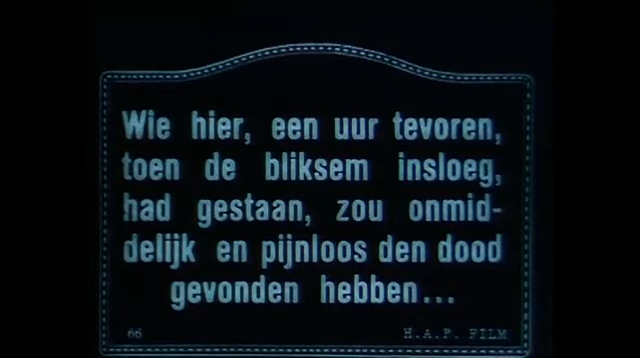 Wie hier, een uur tevoren,
toen de bliksem insloeg,
had gestaan, zou onmid-
delijk en pijnloos den dood
gevonden hebben...
66 H.A.P. FILM